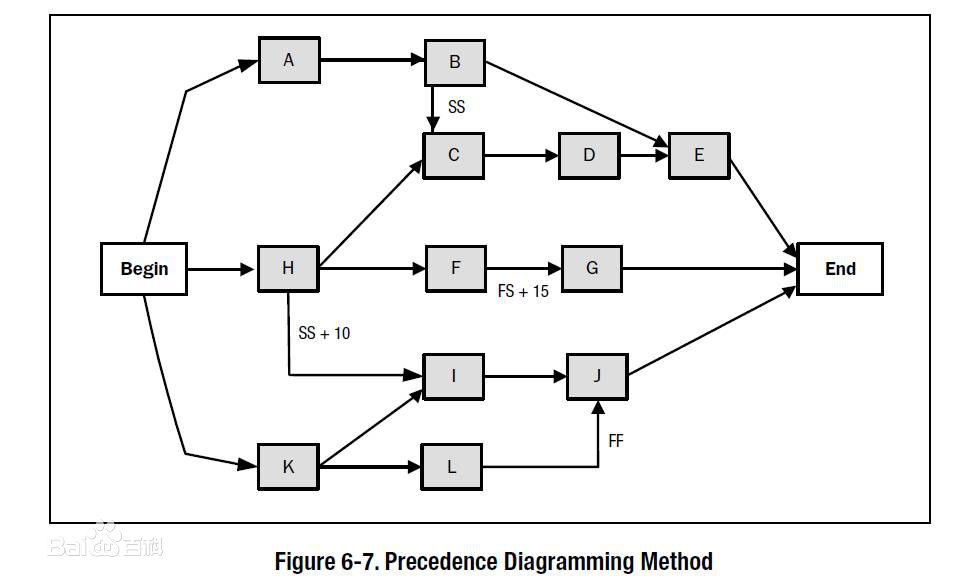 A
B
SS
C
D
E
Begin
H
F
G
End
FS + 15
SS + 10
I
J
FF
K
L
Bai百科
Figure 6-7. Precedence Diagramming Method